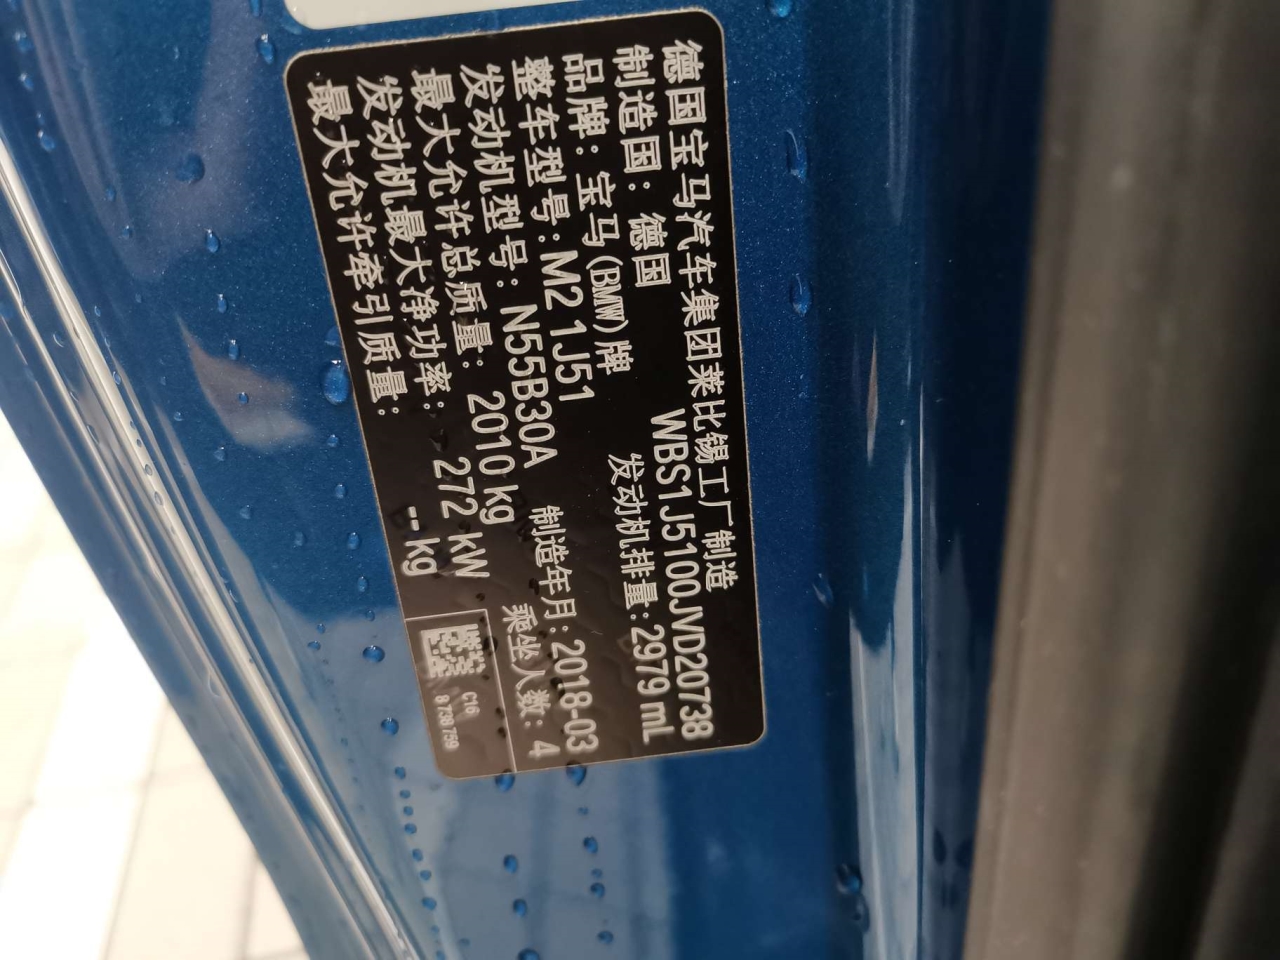 德国宝马汽车集团莱比锡工厂制造
制造国：德国 WBS1J5100JVD20738
品牌：宝马(BMW)牌 发动机排量:2979 mL
整车型号：M2 1J51
发动机型号：N55B30A 制造年月:2018-03
最大允许总质量：2010 kg 乘坐人数：4
发动机最大净功率：272 kW
最大允许牵引质量：-- kg
C16
8 739 759